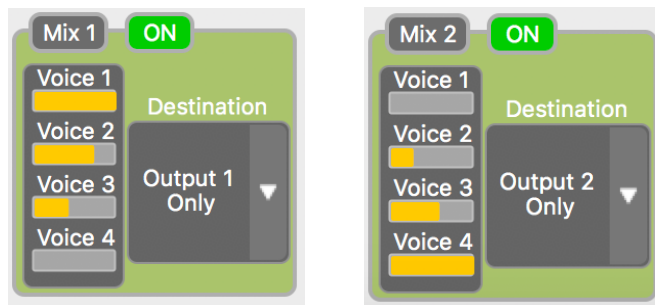 Mix 1
ON
Voice 1
Voice 2
Voice 3
Voice 4
Destination
Output 1
Only
Mix 2
ON
Voice 1
Voice 2
Voice 3
Voice 4
Destination
Output 2
Only